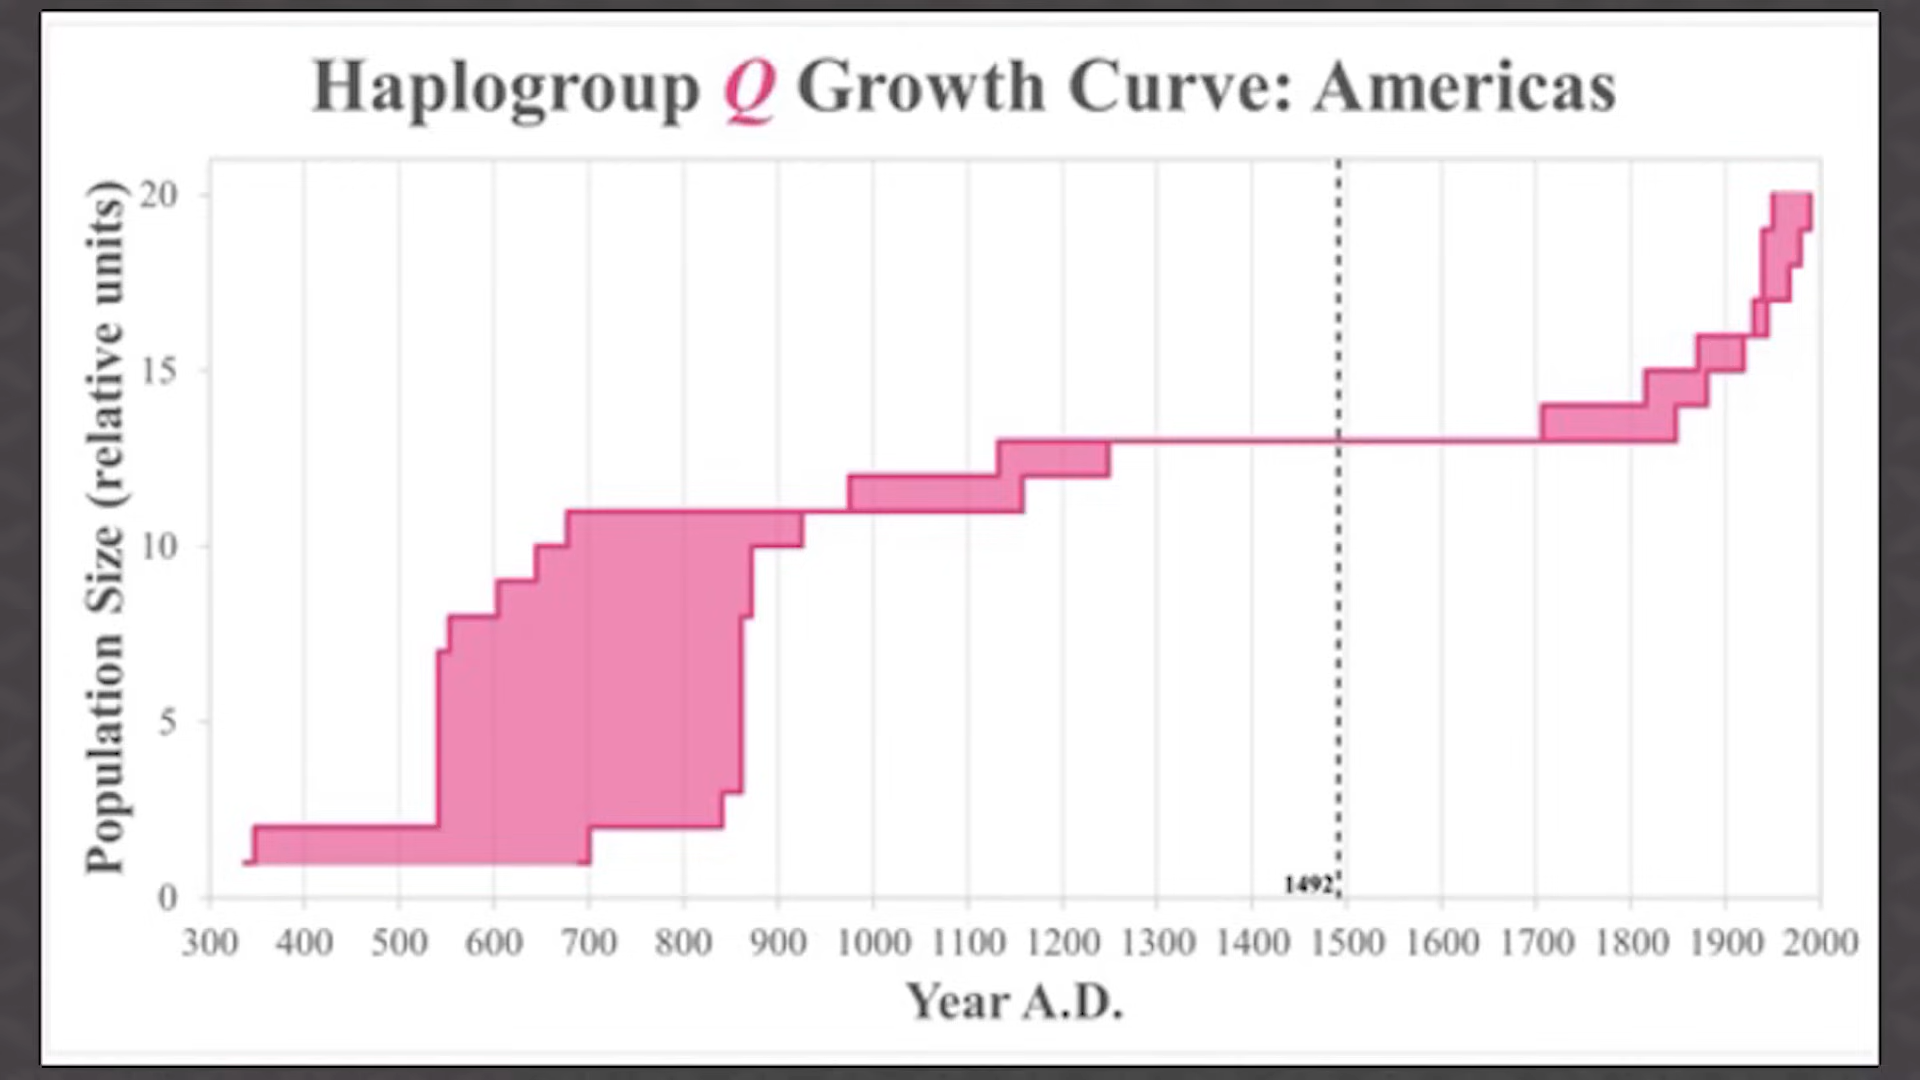 Haplogroup Q Growth Curve: Americas
Population Size (relative units)
20
15
10
5
0
1492
300 400 500 600 700 800 900 1000 1100 1200 1300 1400 1500 1600 1700 1800 1900 2000
Year A.D.